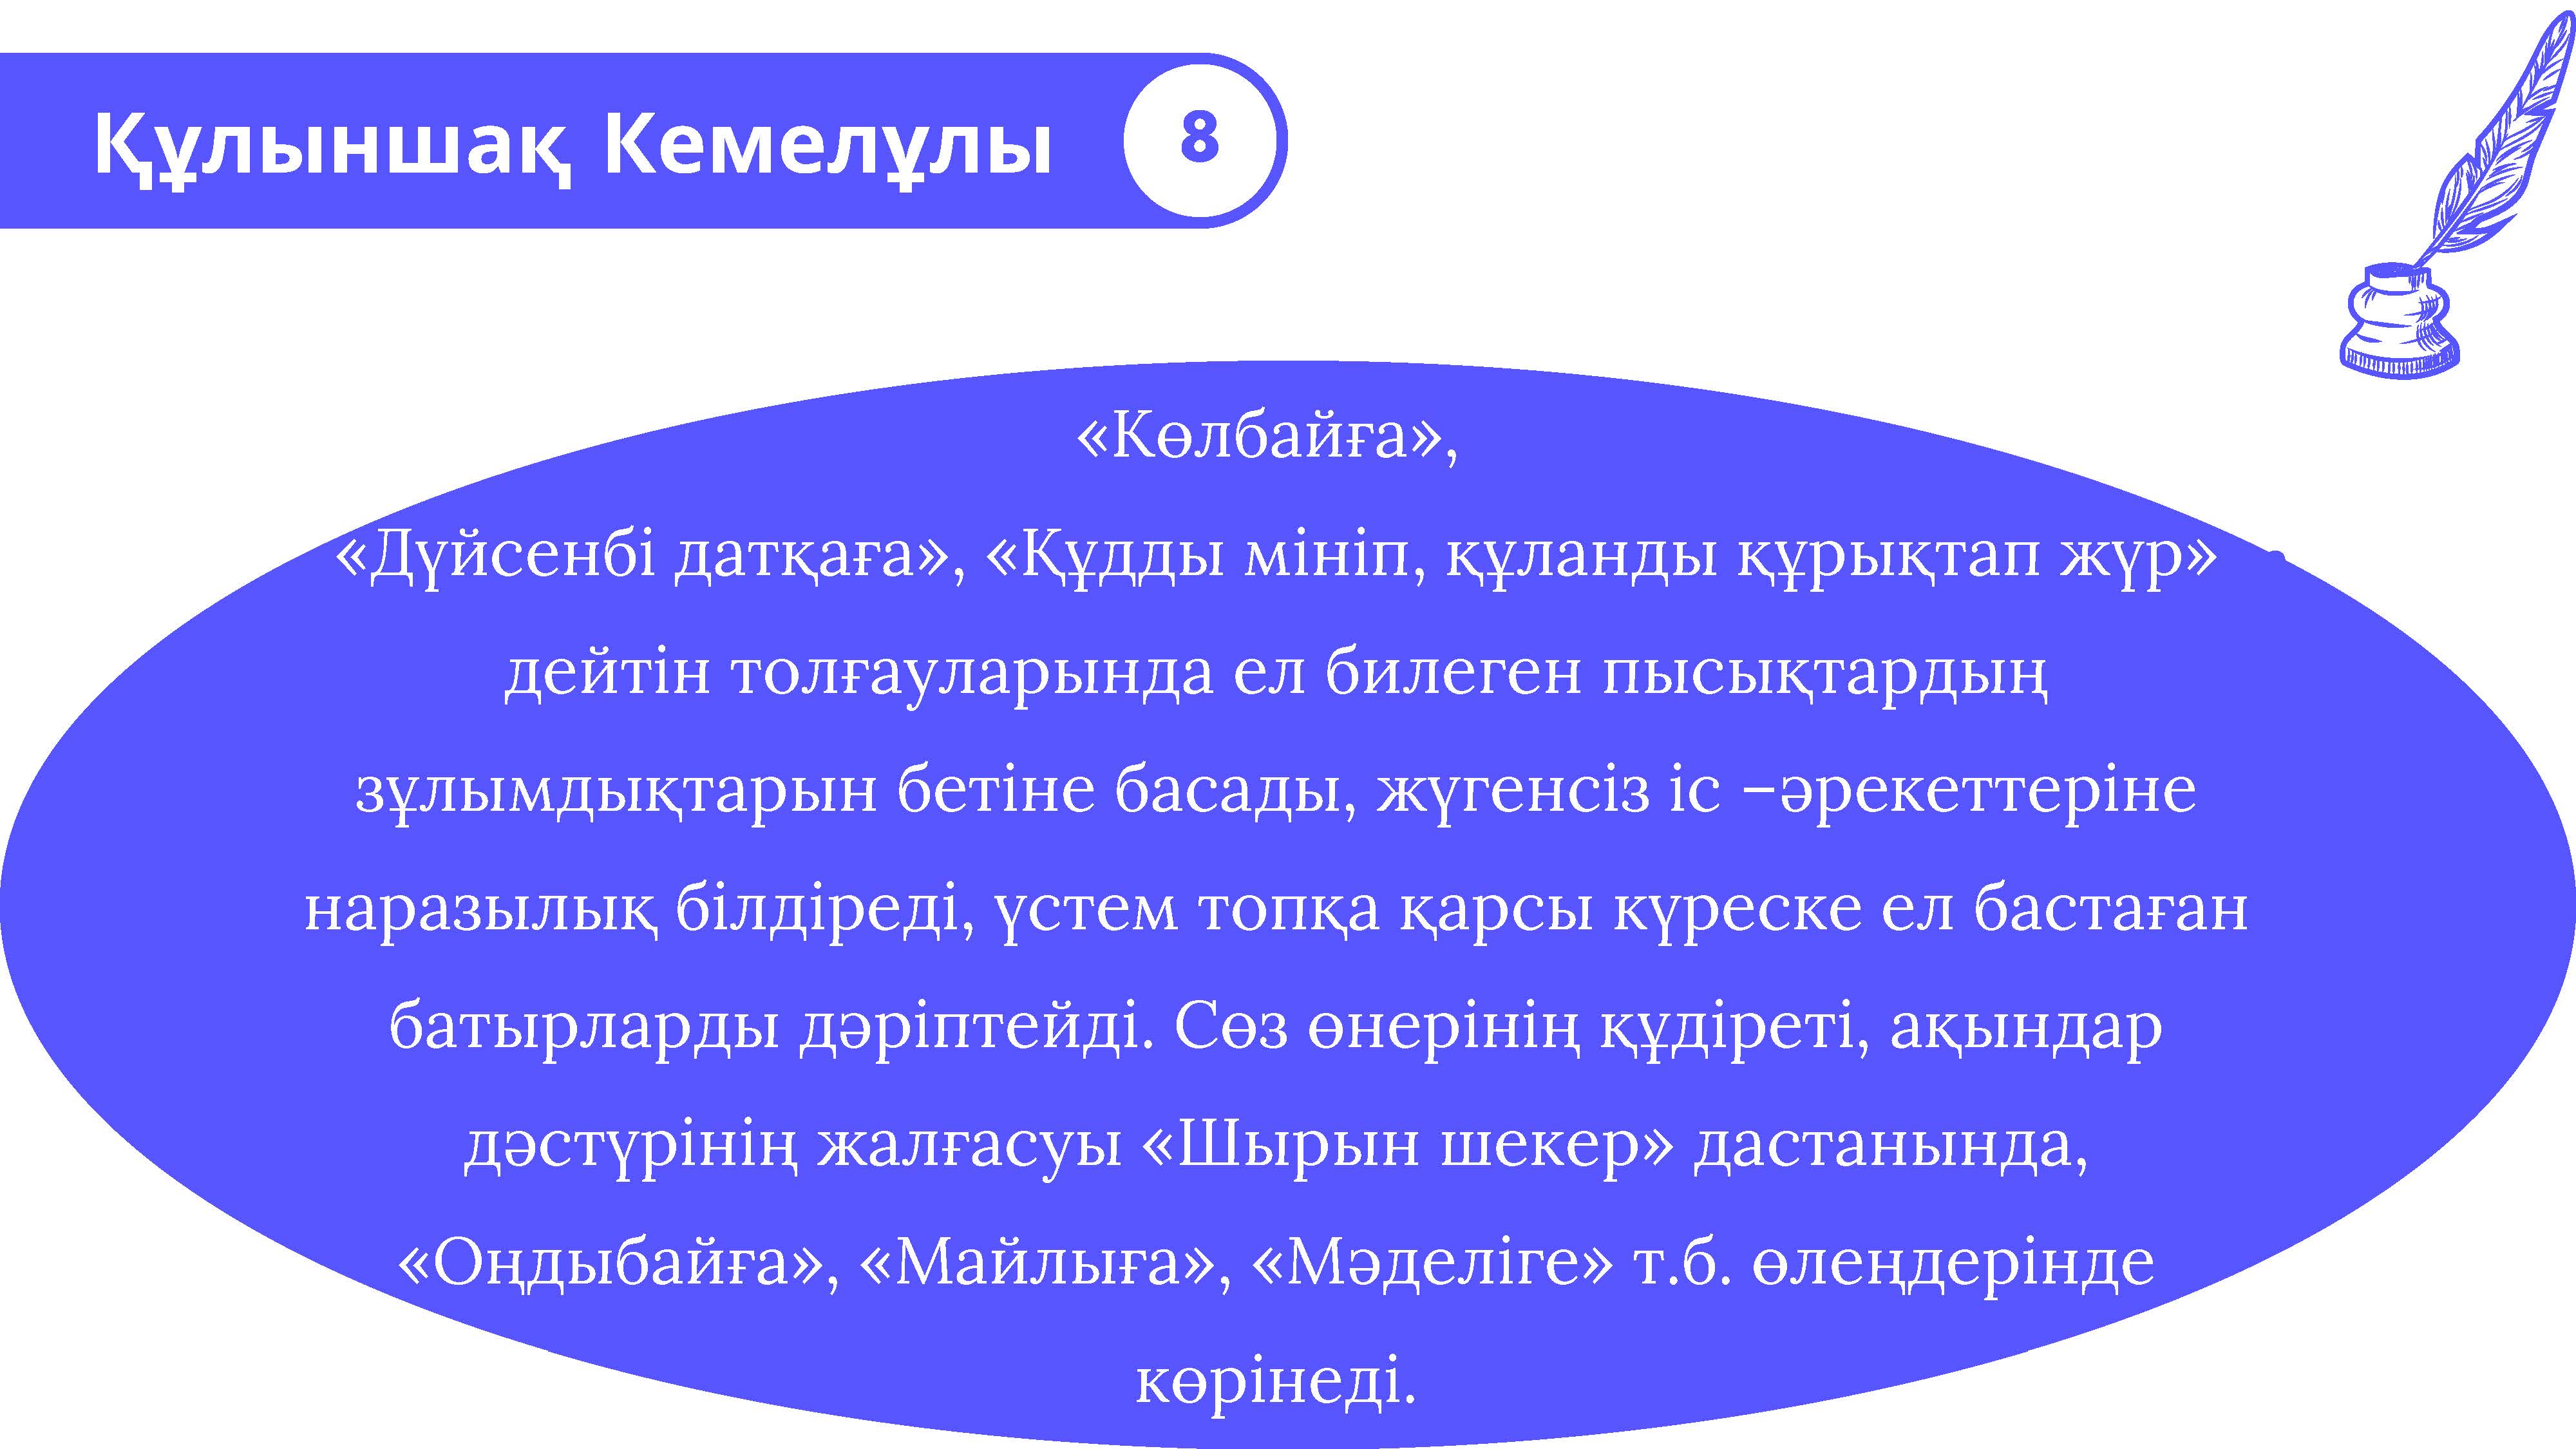 Құлыншақ Кемелұлы
8
«Көлбайға»,
«Дүйсенбі датқаға», «Құдды мініп, құланды құрықтап жүр»
дейтін толғауларында ел билеген пысықтардың
зұлымдықтарын бетіне басады, жүгенсіз іс –әрекеттеріне
наразылық білдіреді, үстем топқа қарсы күреске ел бастаған
батырларды дәріптейді. Сөз өнерінің құдіреті, ақындар
дәстүрінің жалғасуы «Шырын шекер» дастанында,
«Оңдыбайға», «Майлыға», «Мәделіге» т.б. өлеңдерінде
көрінеді.